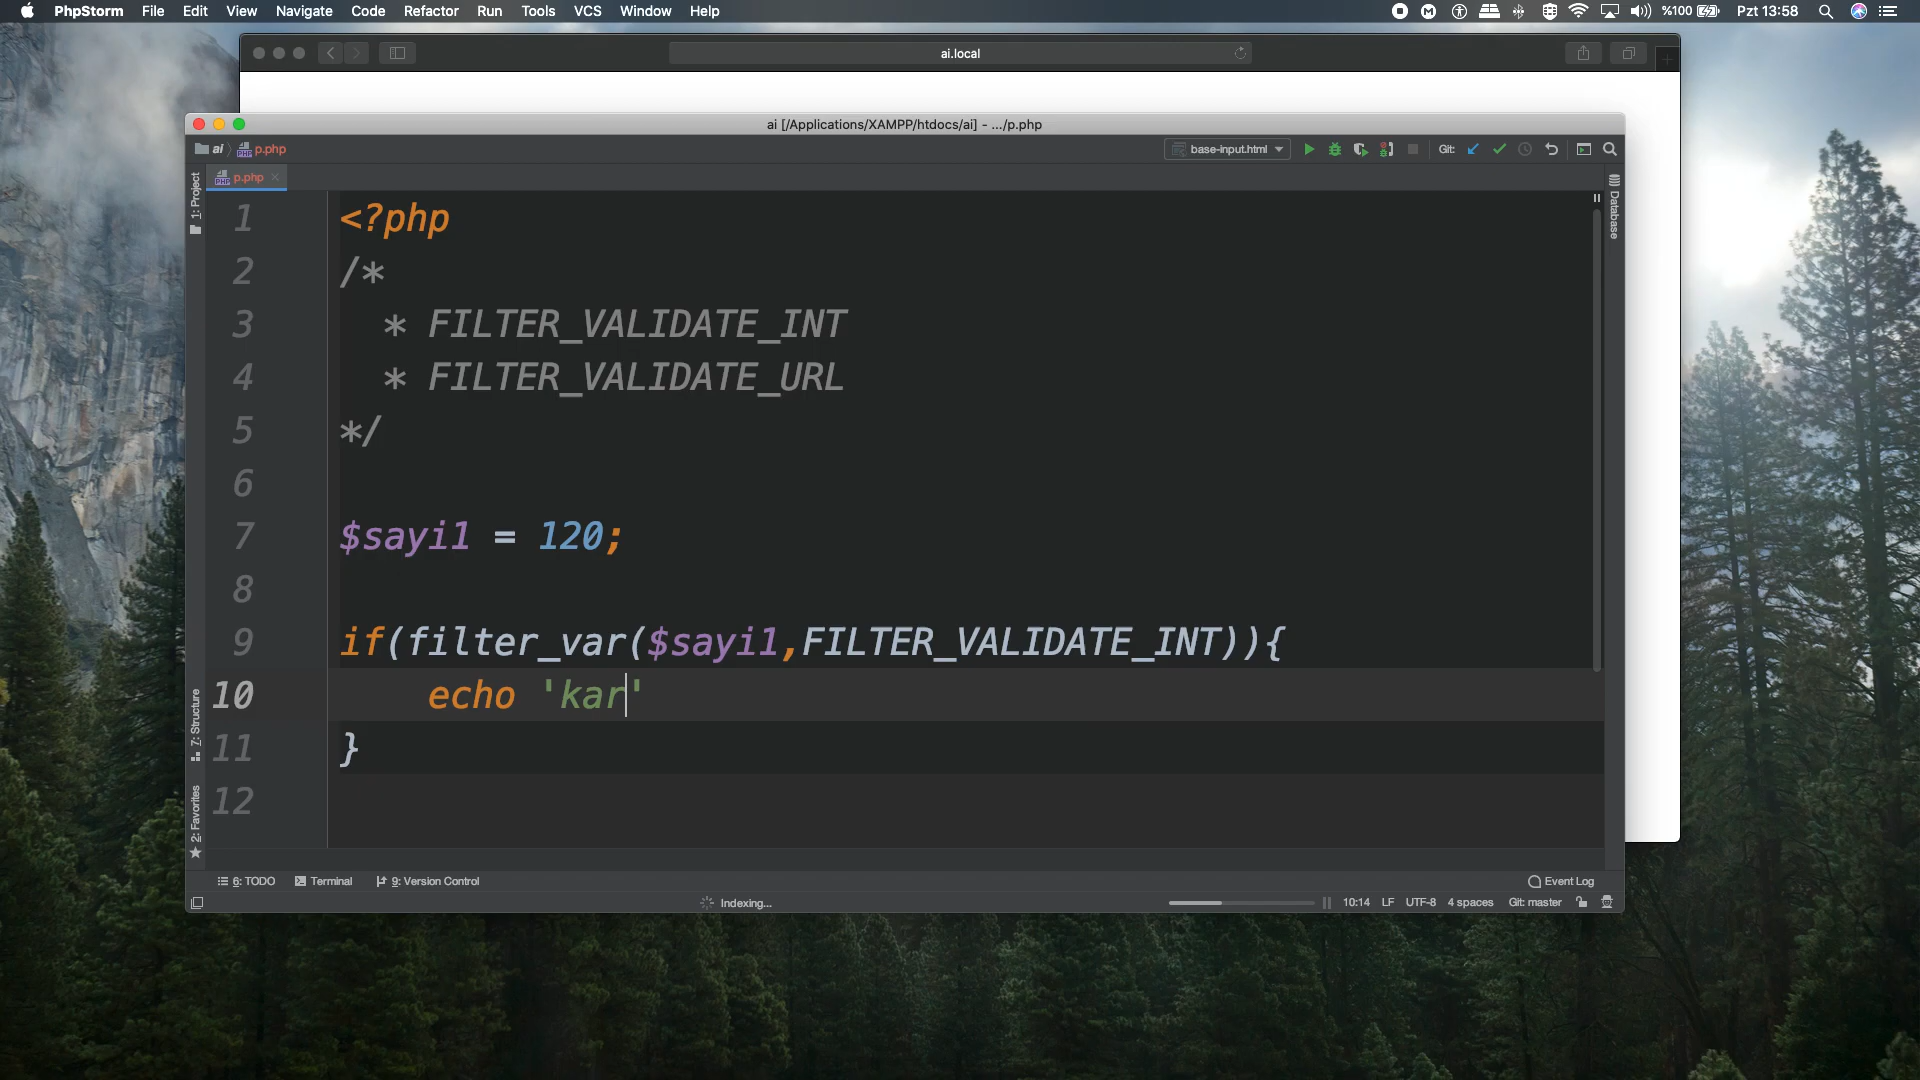 PhpStorm File Edit View Navigate Code Refactor Run Tools VCS Window Help %100 Pzt 13:58
ai.local
ai [/Applications/XAMPP/htdocs/ai] - .../p.php
ai p.php base-input.html Git:
p.php
1: Project
Database
1 <?php
2 /*
3 * FILTER_VALIDATE_INT
4 * FILTER_VALIDATE_URL
5 */
6
7 $sayi1 = 120;
8
9 if(filter_var($sayi1,FILTER_VALIDATE_INT)){
10 echo 'kar'
11 }
12
7: Structure
2: Favorites
6: TODO Terminal 9: Version Control Event Log
Indexing... 10:14 LF UTF-8 4 spaces Git: master